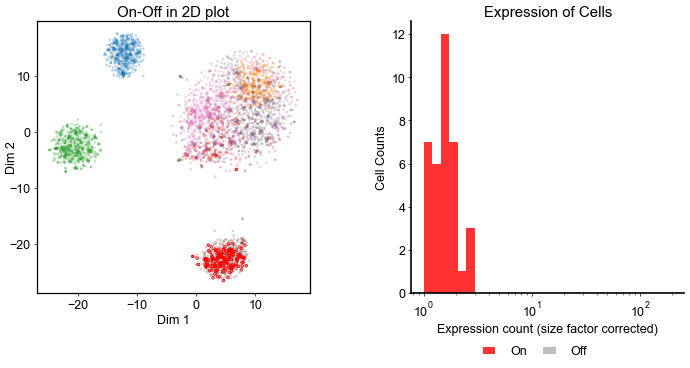 On-Off in 2D plot
Dim 2
10
0
−10
−20
−20
−10
0
10
Dim 1
Expression of Cells
Cell Counts
12
10
8
6
4
2
0
10^0
10^1
10^2
Expression count (size factor corrected)
On
Off